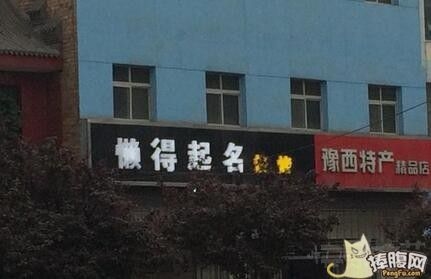 懒得起名
豫西特产 精品店
捧腹网
PengFu.com